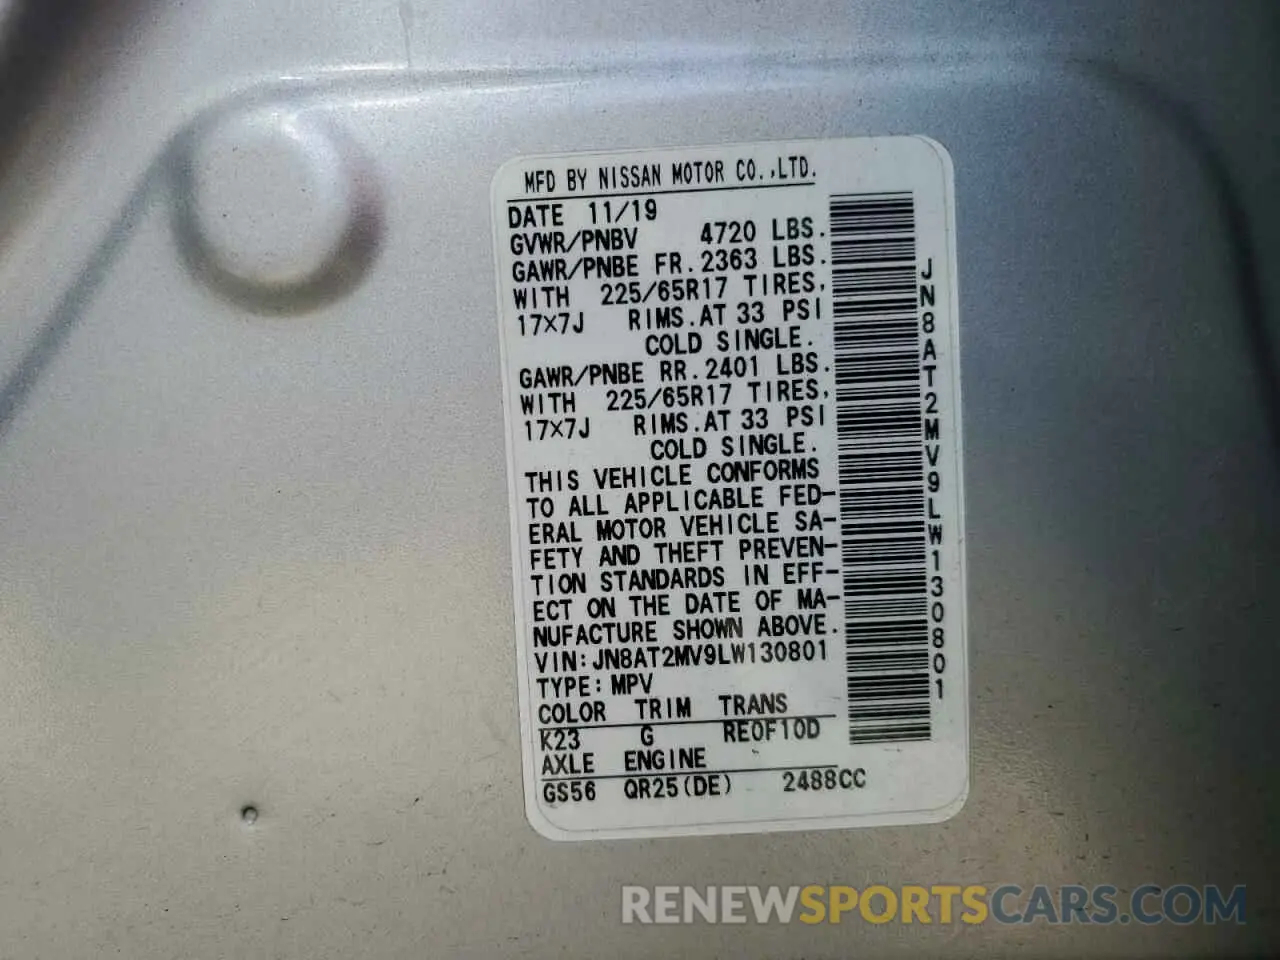 MFD BY NISSAN MOTOR CO.,LTD.
DATE 11/19
GVWR/PNBV 4720 LBS.
GAWR/PNBE FR.2363 LBS.
WITH 225/65R17 TIRES,
17X7J RIMS.AT 33 PSI
COLD SINGLE.
GAWR/PNBE RR.2401 LBS.
WITH 225/65R17 TIRES,
17X7J RIMS.AT 33 PSI
COLD SINGLE.
THIS VEHICLE CONFORMS
TO ALL APPLICABLE FED-
ERAL MOTOR VEHICLE SA-
FETY AND THEFT PREVEN-
TION STANDARDS IN EFF-
ECT ON THE DATE OF MA-
NUFACTURE SHOWN ABOVE.
VIN:JN8AT2MV9LW130801
TYPE:MPV
COLOR TRIM TRANS
K23 G RE0F10D
AXLE ENGINE
GS56 QR25(DE) 2488CC
JN8AT2MV9LW130801
RENEWSPORTSCARS.COM